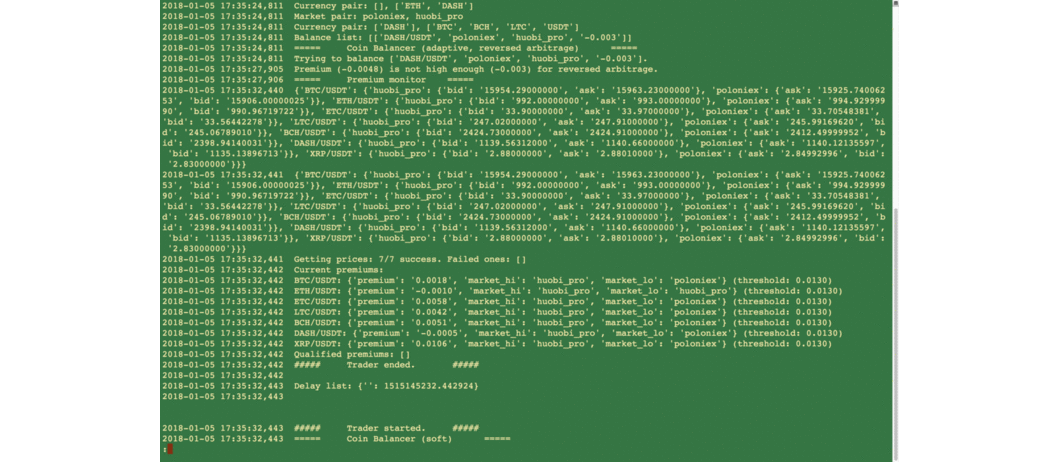 2018-01-05 17:35:24,811  Currency pair: [], ['ETH', 'DASH']
2018-01-05 17:35:24,811  Market pair: poloniex, huobi_pro
2018-01-05 17:35:24,811  Currency pair: ['DASH'], ['BTC', 'BCH', 'LTC', 'USDT']
2018-01-05 17:35:24,811  Balance list: [['DASH/USDT', 'poloniex', 'huobi_pro', '-0.003']]
2018-01-05 17:35:24,811  =====     Coin Balancer (adaptive, reversed arbitrage)      =====
2018-01-05 17:35:24,811  Trying to balance ['DASH/USDT', 'poloniex', 'huobi_pro', '-0.003'].
2018-01-05 17:35:27,905  Premium (-0.0048) is not high enough (-0.003) for reversed arbitrage.
2018-01-05 17:35:27,906  =====     Premium monitor    =====
2018-01-05 17:35:32,440  {'BTC/USDT': {'huobi_pro': {'bid': '15954.29000000', 'ask': '15963.23000000'}, 'poloniex': {'ask': '15925.740062
53', 'bid': '15906.00000025'}}, 'ETH/USDT': {'huobi_pro': {'bid': '992.00000000', 'ask': '993.00000000'}, 'poloniex': {'ask': '994.929999
90', 'bid': '990.96719722'}}, 'ETC/USDT': {'huobi_pro': {'bid': '33.90000000', 'ask': '33.97000000'}, 'poloniex': {'ask': '33.70548381',
'bid': '33.56442278'}}, 'LTC/USDT': {'huobi_pro': {'bid': '247.02000000', 'ask': '247.91000000'}, 'poloniex': {'ask': '245.99169620', 'bi
d': '245.06789010'}}, 'BCH/USDT': {'huobi_pro': {'bid': '2424.73000000', 'ask': '2424.91000000'}, 'poloniex': {'ask': '2412.49999952', 'b
id': '2398.94140031'}}, 'DASH/USDT': {'huobi_pro': {'bid': '1139.56312000', 'ask': '1140.66000000'}, 'poloniex': {'ask': '1140.12135597',
'bid': '1135.13896713'}}, 'XRP/USDT': {'huobi_pro': {'bid': '2.88000000', 'ask': '2.88010000'}, 'poloniex': {'ask': '2.84992996', 'bid':
'2.83000000'}}}
2018-01-05 17:35:32,441  {'BTC/USDT': {'huobi_pro': {'bid': '15954.29000000', 'ask': '15963.23000000'}, 'poloniex': {'ask': '15925.740062
53', 'bid': '15906.00000025'}}, 'ETH/USDT': {'huobi_pro': {'bid': '992.00000000', 'ask': '993.00000000'}, 'poloniex': {'ask': '994.929999
90', 'bid': '990.96719722'}}, 'ETC/USDT': {'huobi_pro': {'bid': '33.90000000', 'ask': '33.97000000'}, 'poloniex': {'ask': '33.70548381',
'bid': '33.56442278'}}, 'LTC/USDT': {'huobi_pro': {'bid': '247.02000000', 'ask': '247.91000000'}, 'poloniex': {'ask': '245.99169620', 'bi
d': '245.06789010'}}, 'BCH/USDT': {'huobi_pro': {'bid': '2424.73000000', 'ask': '2424.91000000'}, 'poloniex': {'ask': '2412.49999952', 'b
id': '2398.94140031'}}, 'DASH/USDT': {'huobi_pro': {'bid': '1139.56312000', 'ask': '1140.66000000'}, 'poloniex': {'ask': '1140.12135597',
'bid': '1135.13896713'}}, 'XRP/USDT': {'huobi_pro': {'bid': '2.88000000', 'ask': '2.88010000'}, 'poloniex': {'ask': '2.84992996', 'bid':
'2.83000000'}}}
2018-01-05 17:35:32,441  Getting prices: 7/7 success. Failed ones: []
2018-01-05 17:35:32,442  Current premiums:
2018-01-05 17:35:32,442  BTC/USDT: {'premium': '0.0018', 'market_hi': 'huobi_pro', 'market_lo': 'poloniex'} (threshold: 0.0130)
2018-01-05 17:35:32,442  ETH/USDT: {'premium': '-0.0010', 'market_hi': 'poloniex', 'market_lo': 'huobi_pro'} (threshold: 0.0130)
2018-01-05 17:35:32,442  ETC/USDT: {'premium': '0.0058', 'market_hi': 'huobi_pro', 'market_lo': 'poloniex'} (threshold: 0.0130)
2018-01-05 17:35:32,442  LTC/USDT: {'premium': '0.0042', 'market_hi': 'huobi_pro', 'market_lo': 'poloniex'} (threshold: 0.0130)
2018-01-05 17:35:32,442  BCH/USDT: {'premium': '0.0051', 'market_hi': 'huobi_pro', 'market_lo': 'poloniex'} (threshold: 0.0130)
2018-01-05 17:35:32,442  DASH/USDT: {'premium': '-0.0005', 'market_hi': 'huobi_pro', 'market_lo': 'poloniex'} (threshold: 0.0130)
2018-01-05 17:35:32,442  XRP/USDT: {'premium': '0.0106', 'market_hi': 'huobi_pro', 'market_lo': 'poloniex'} (threshold: 0.0130)
2018-01-05 17:35:32,442  Qualified premiums: []
2018-01-05 17:35:32,442  #####     Trader ended.       #####
2018-01-05 17:35:32,442
2018-01-05 17:35:32,443  Delay list: {'': 1515145232.442924}
2018-01-05 17:35:32,443
2018-01-05 17:35:32,443  #####     Trader started.     #####
2018-01-05 17:35:32,443  =====     Coin Balancer (soft)      =====
: